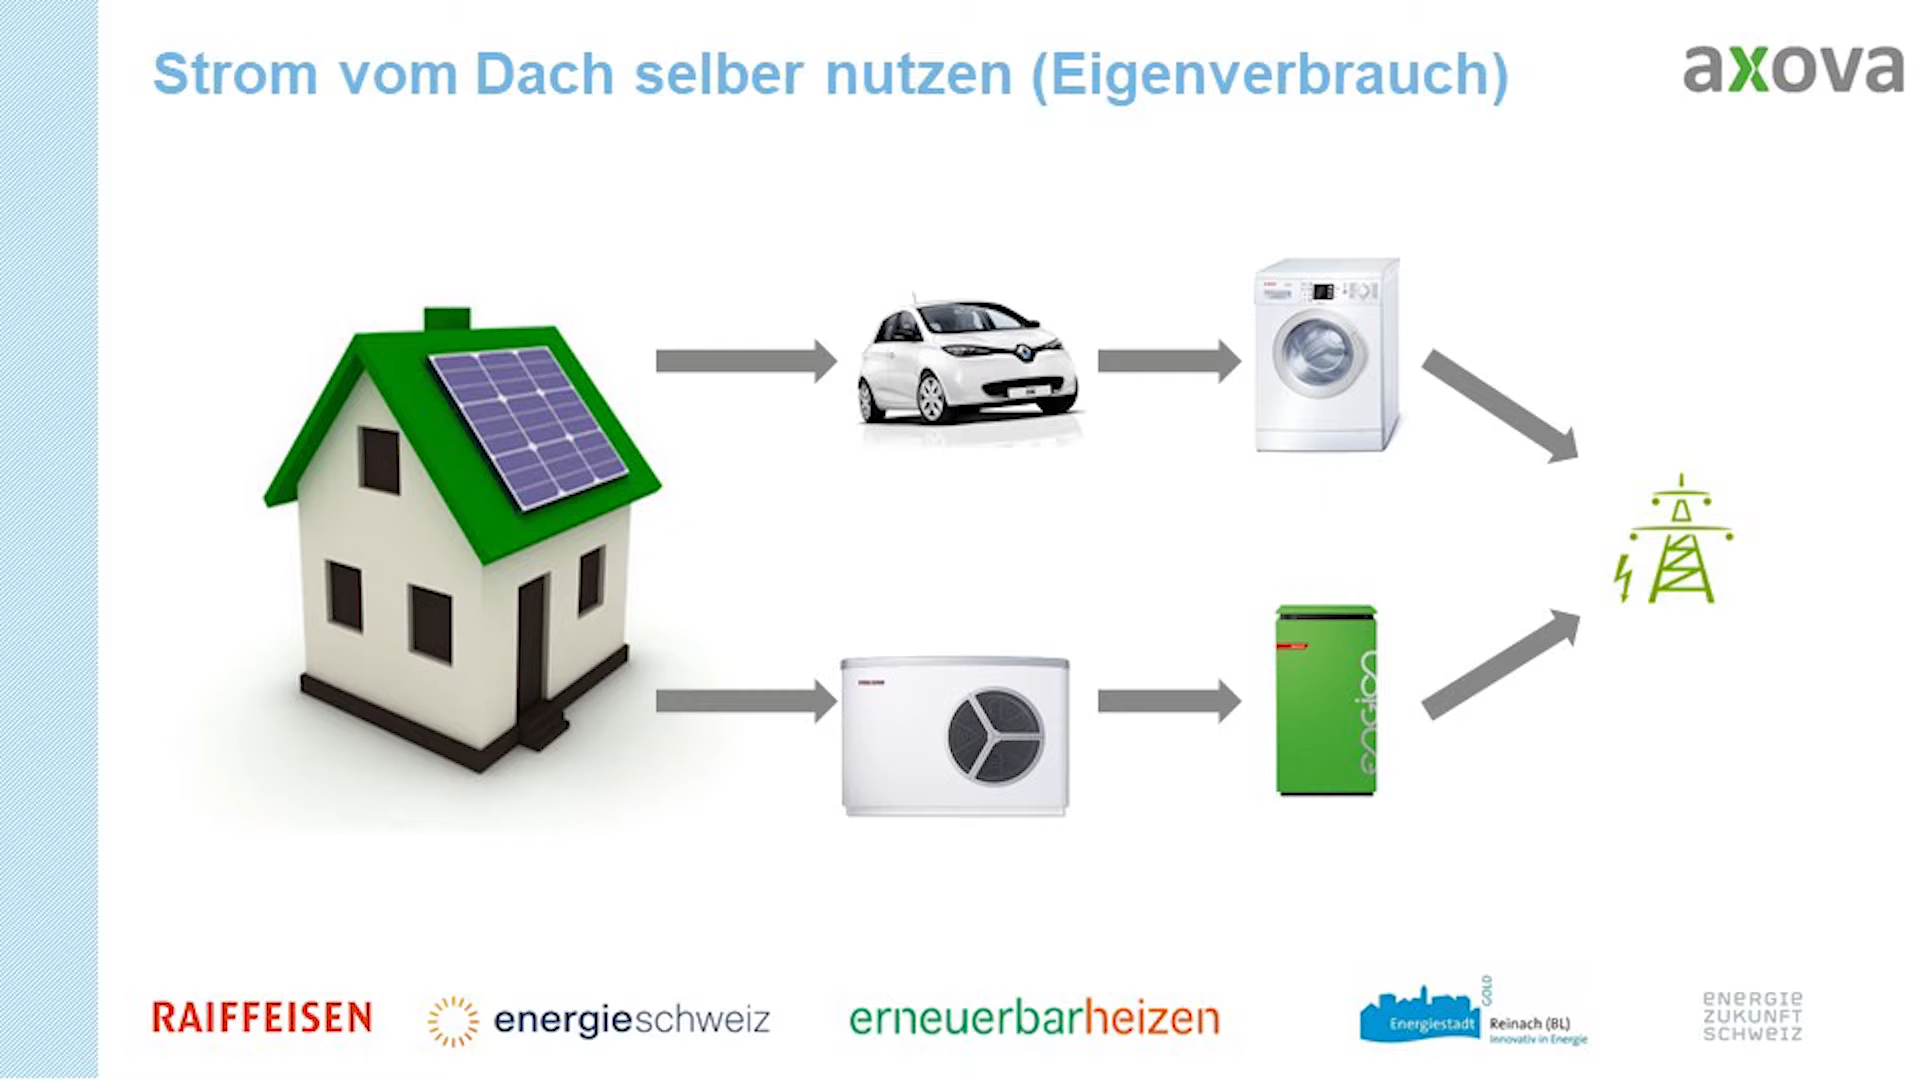 Strom vom Dach selber nutzen (Eigenverbrauch)
axova
ecogico
RAIFFEISEN
energieschweiz
erneuerbarheizen
Energiestadt
GOLD
Reinach (BL)
Innovativ in Energie
ENERGIE
ZUKUNFT
SCHWEIZ